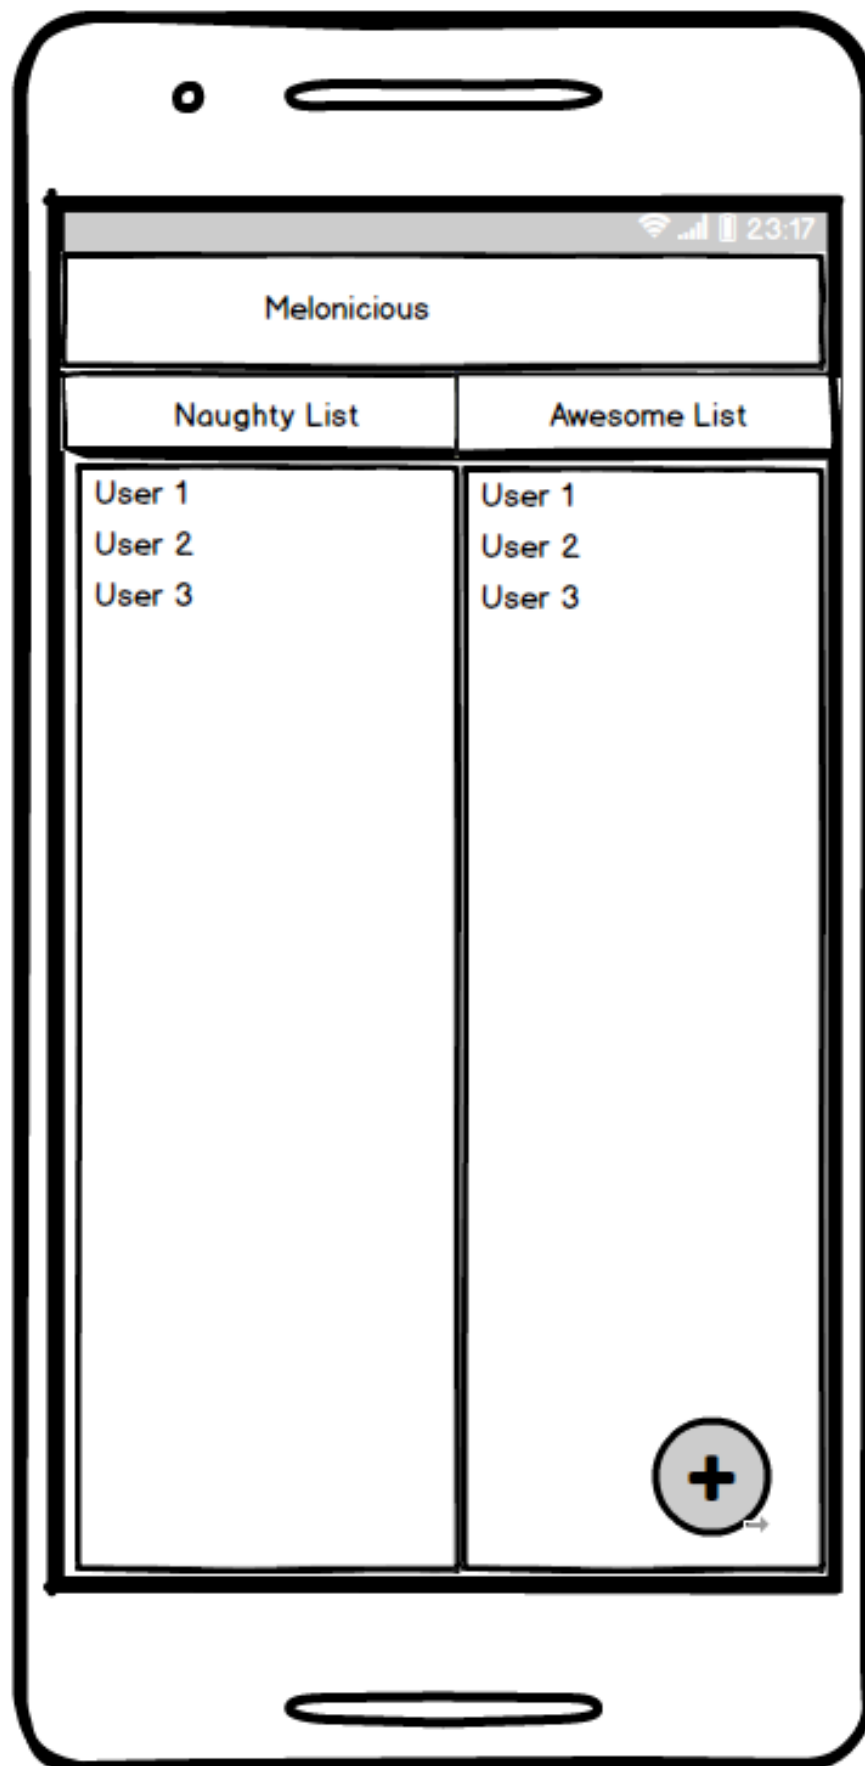 23:17
Melonicious
Naughty List
Awesome List
User 1
User 2
User 3
User 1
User 2
User 3